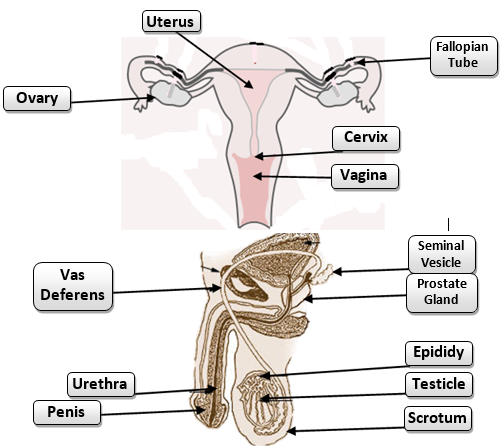 Uterus
Fallopian
Tube
Ovary
Cervix
Vagina
Seminal
Vesicle
Vas
Deferens
Prostate
Gland
Epididy
Urethra
Testicle
Penis
Scrotum